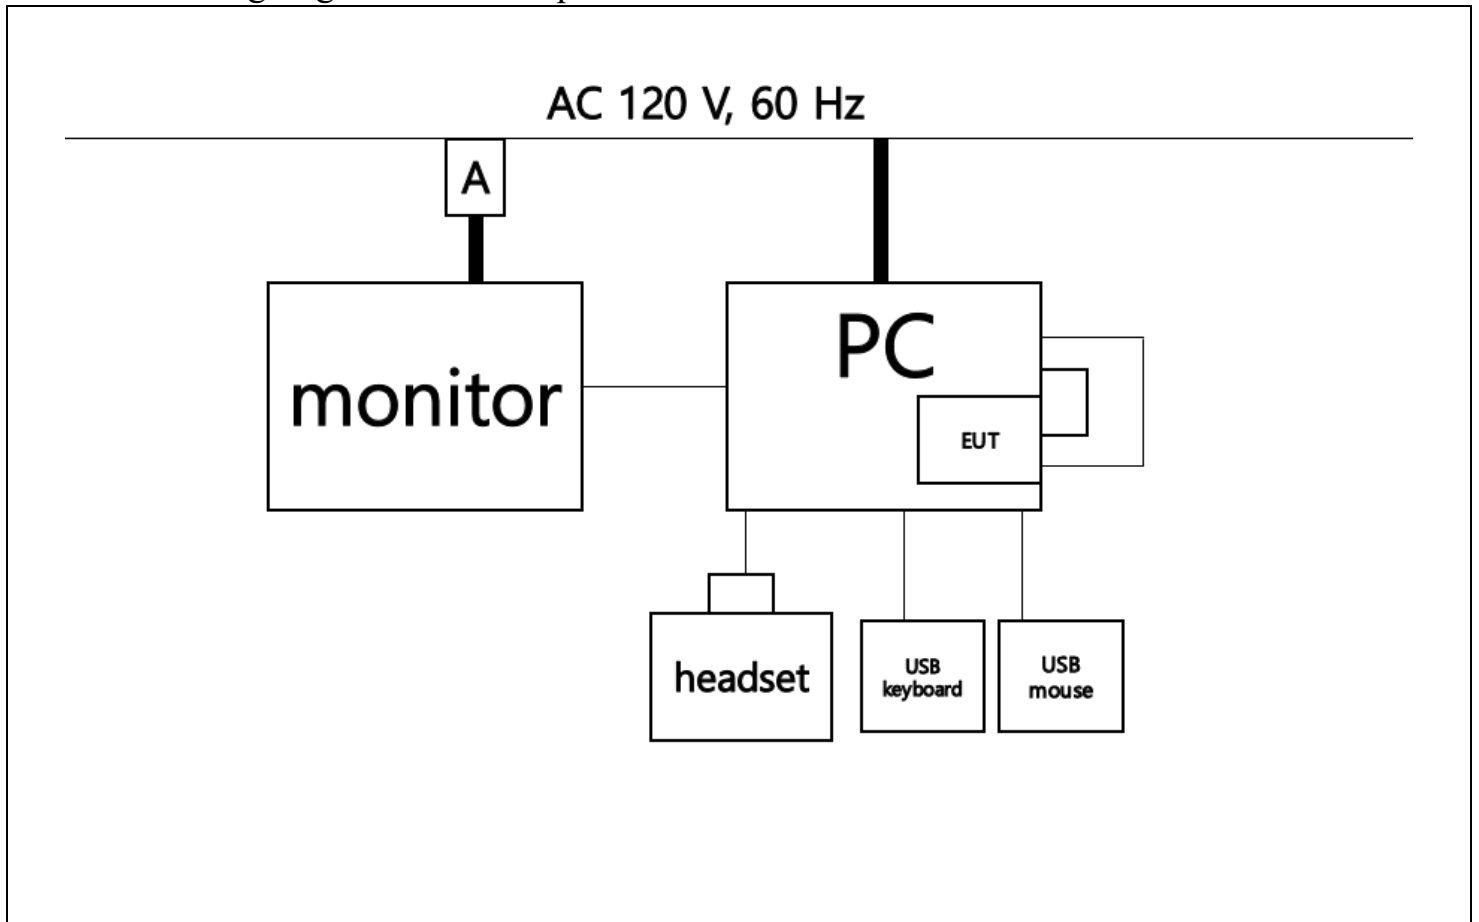 AC 120 V, 60 Hz
A
monitor
PC
EUT
headset
USB
keyboard
USB
mouse